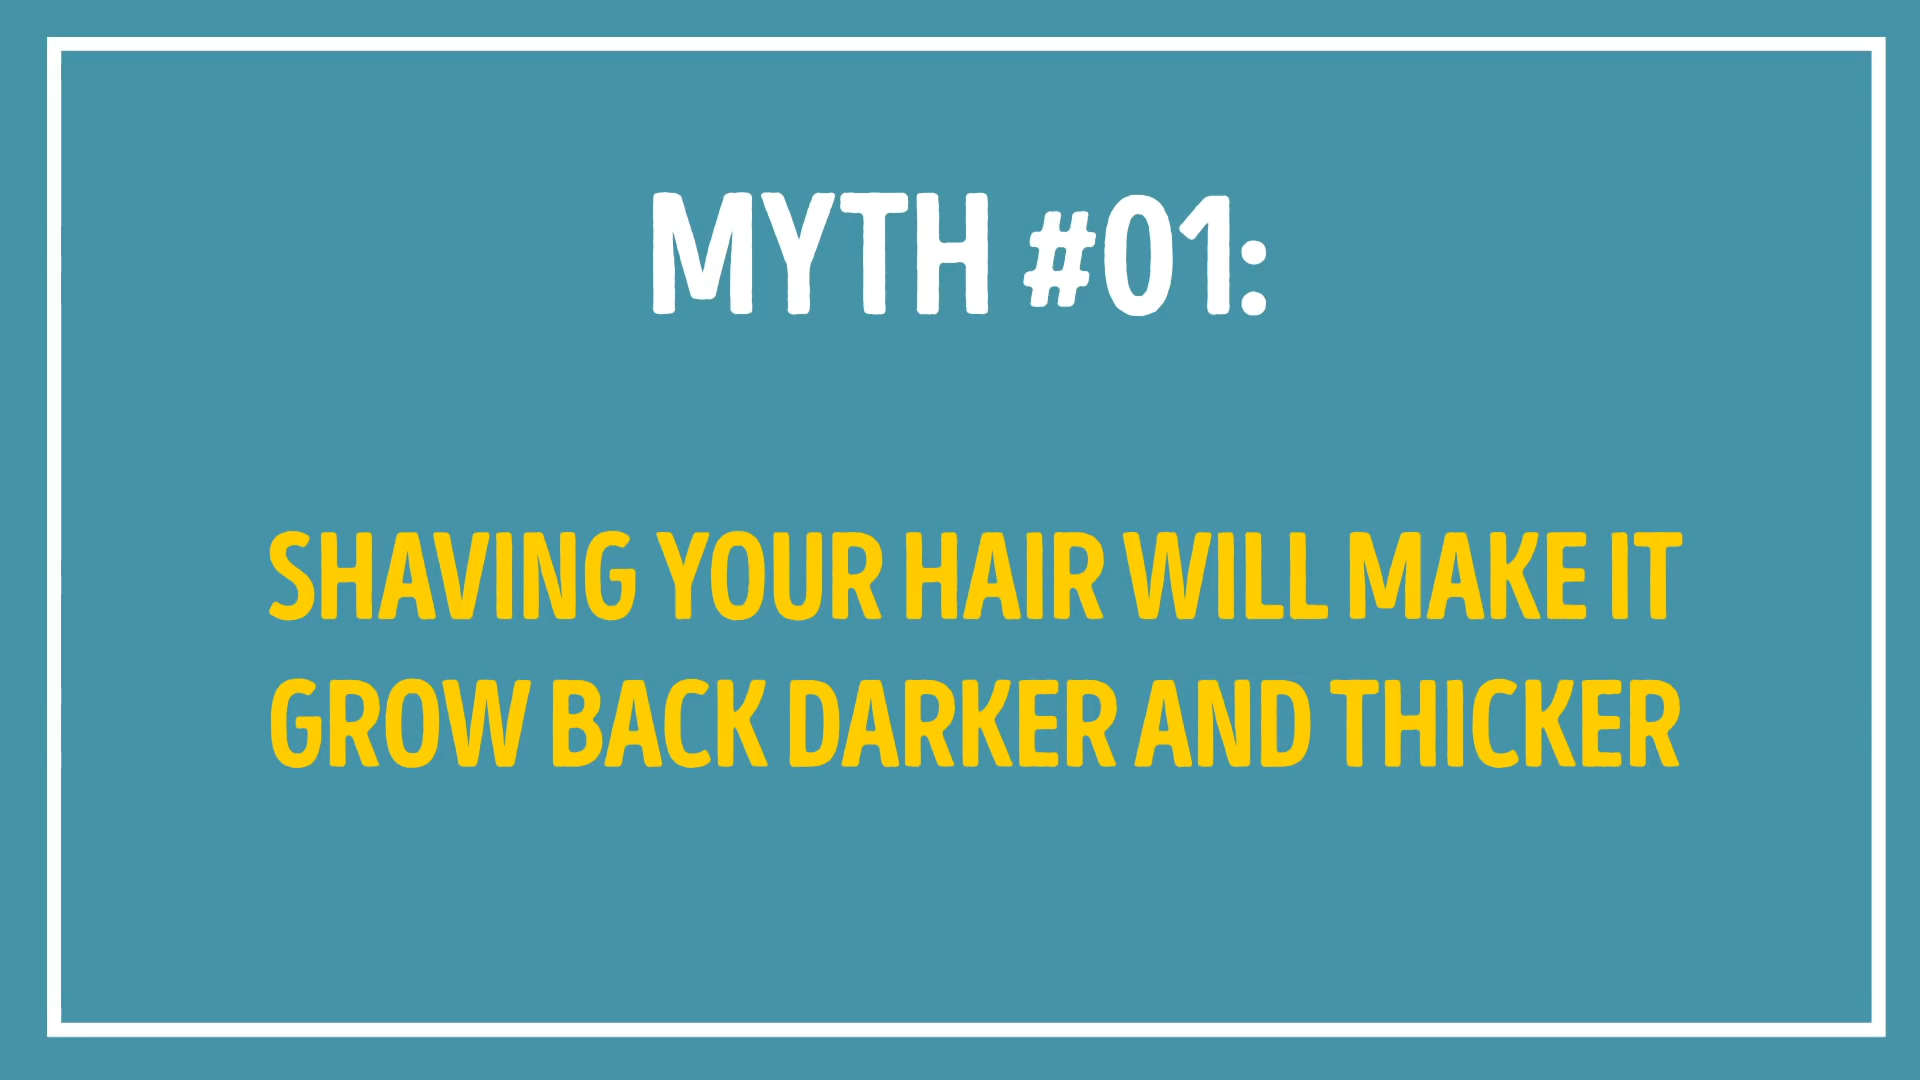 MYTH #01:
SHAVING YOUR HAIR WILL MAKE IT
GROW BACK DARKER AND THICKER